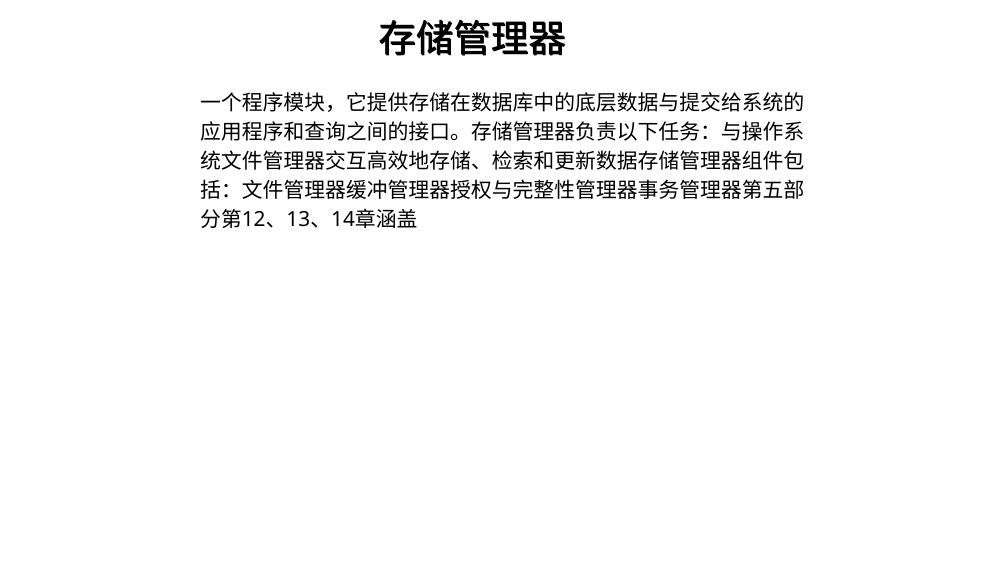 存储管理器
一个程序模块，它提供存储在数据库中的底层数据与提交给系统的
应用程序和查询之间的接口。存储管理器负责以下任务：与操作系
统文件管理器交互高效地存储、检索和更新数据存储管理器组件包
括：文件管理器缓冲管理器授权与完整性管理器事务管理器第五部
分第12、13、14章涵盖